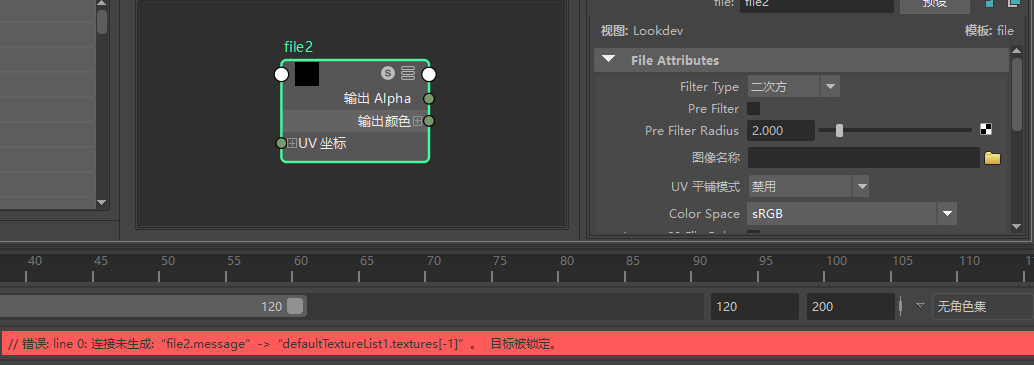 file:
file2
预设
视图: Lookdev
模板: file
File Attributes
Filter Type
二次方
Pre Filter
Pre Filter Radius
2.000
图像名称
UV 平铺模式
禁用
Color Space
sRGB
file2
S
输出 Alpha
输出颜色
UV 坐标
40 45 50 55 60 65 70 75 80 85 90 95 100 105 110
120
120
200
无角色集
// 错误: line 0: 连接未生成: “file2.message” -> “defaultTextureList1.textures[-1]” 。 目标被锁定。